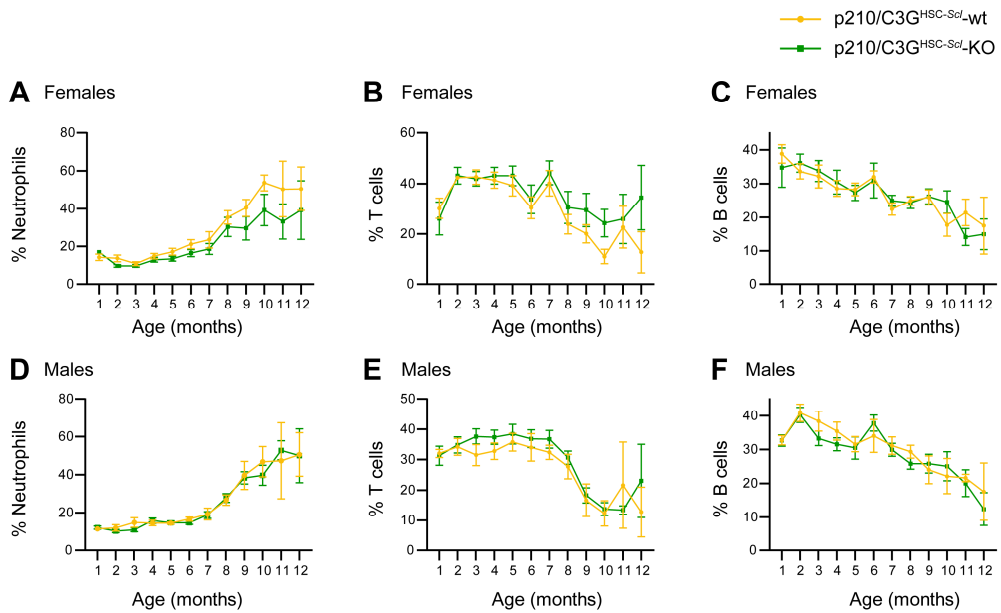 p210/C3G^HSC-Scl-wt
p210/C3G^HSC-Scl-KO
A Females
% Neutrophils
80
60
40
20
0
1 2 3 4 5 6 7 8 9 10 11 12
Age (months)
B Females
% T cells
60
40
20
0
1 2 3 4 5 6 7 8 9 10 11 12
Age (months)
C Females
% B cells
40
30
20
10
0
1 2 3 4 5 6 7 8 9 10 11 12
Age (months)
D Males
% Neutrophils
80
60
40
20
0
1 2 3 4 5 6 7 8 9 10 11 12
Age (months)
E Males
% T cells
50
40
30
20
10
0
1 2 3 4 5 6 7 8 9 10 11 12
Age (months)
F Males
% B cells
40
30
20
10
0
1 2 3 4 5 6 7 8 9 10 11 12
Age (months)